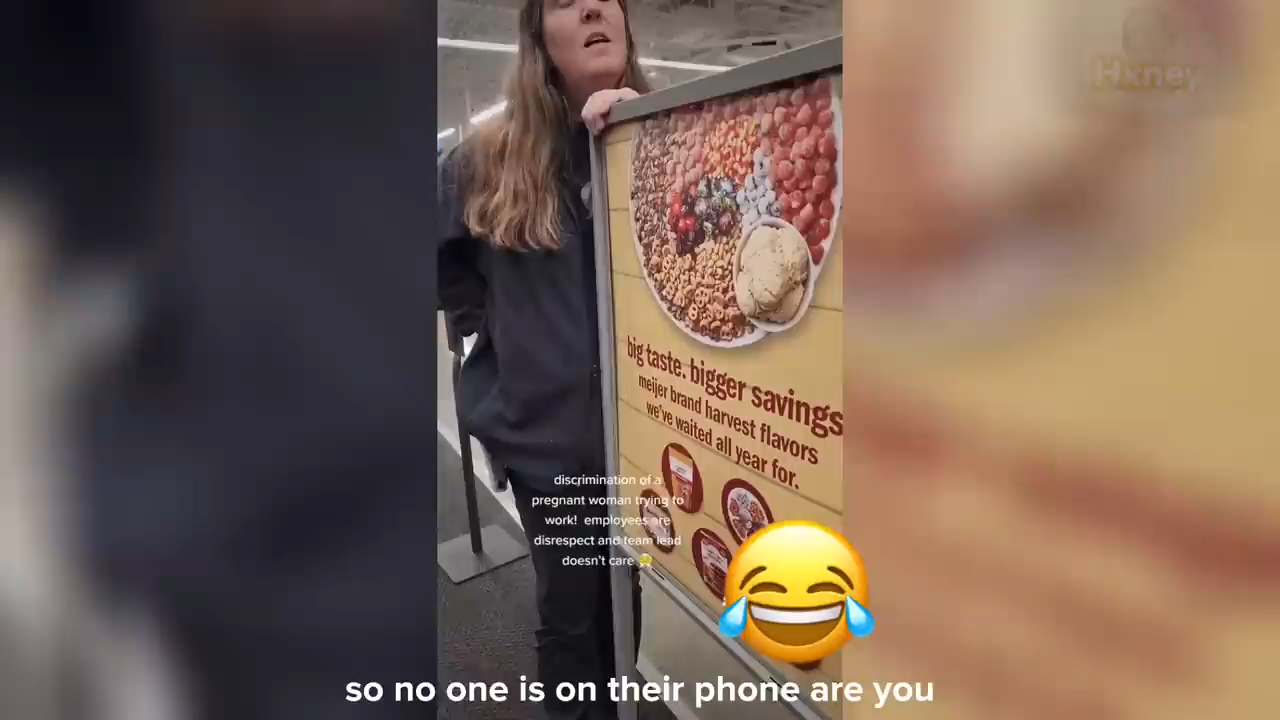 Hxney
big taste. bigger savings
meijer brand harvest flavors
we've waited all year for.
discrimination of a
pregnant woman trying to
work! employees are
disrespect and team lead
doesn't care
so no one is on their phone are you